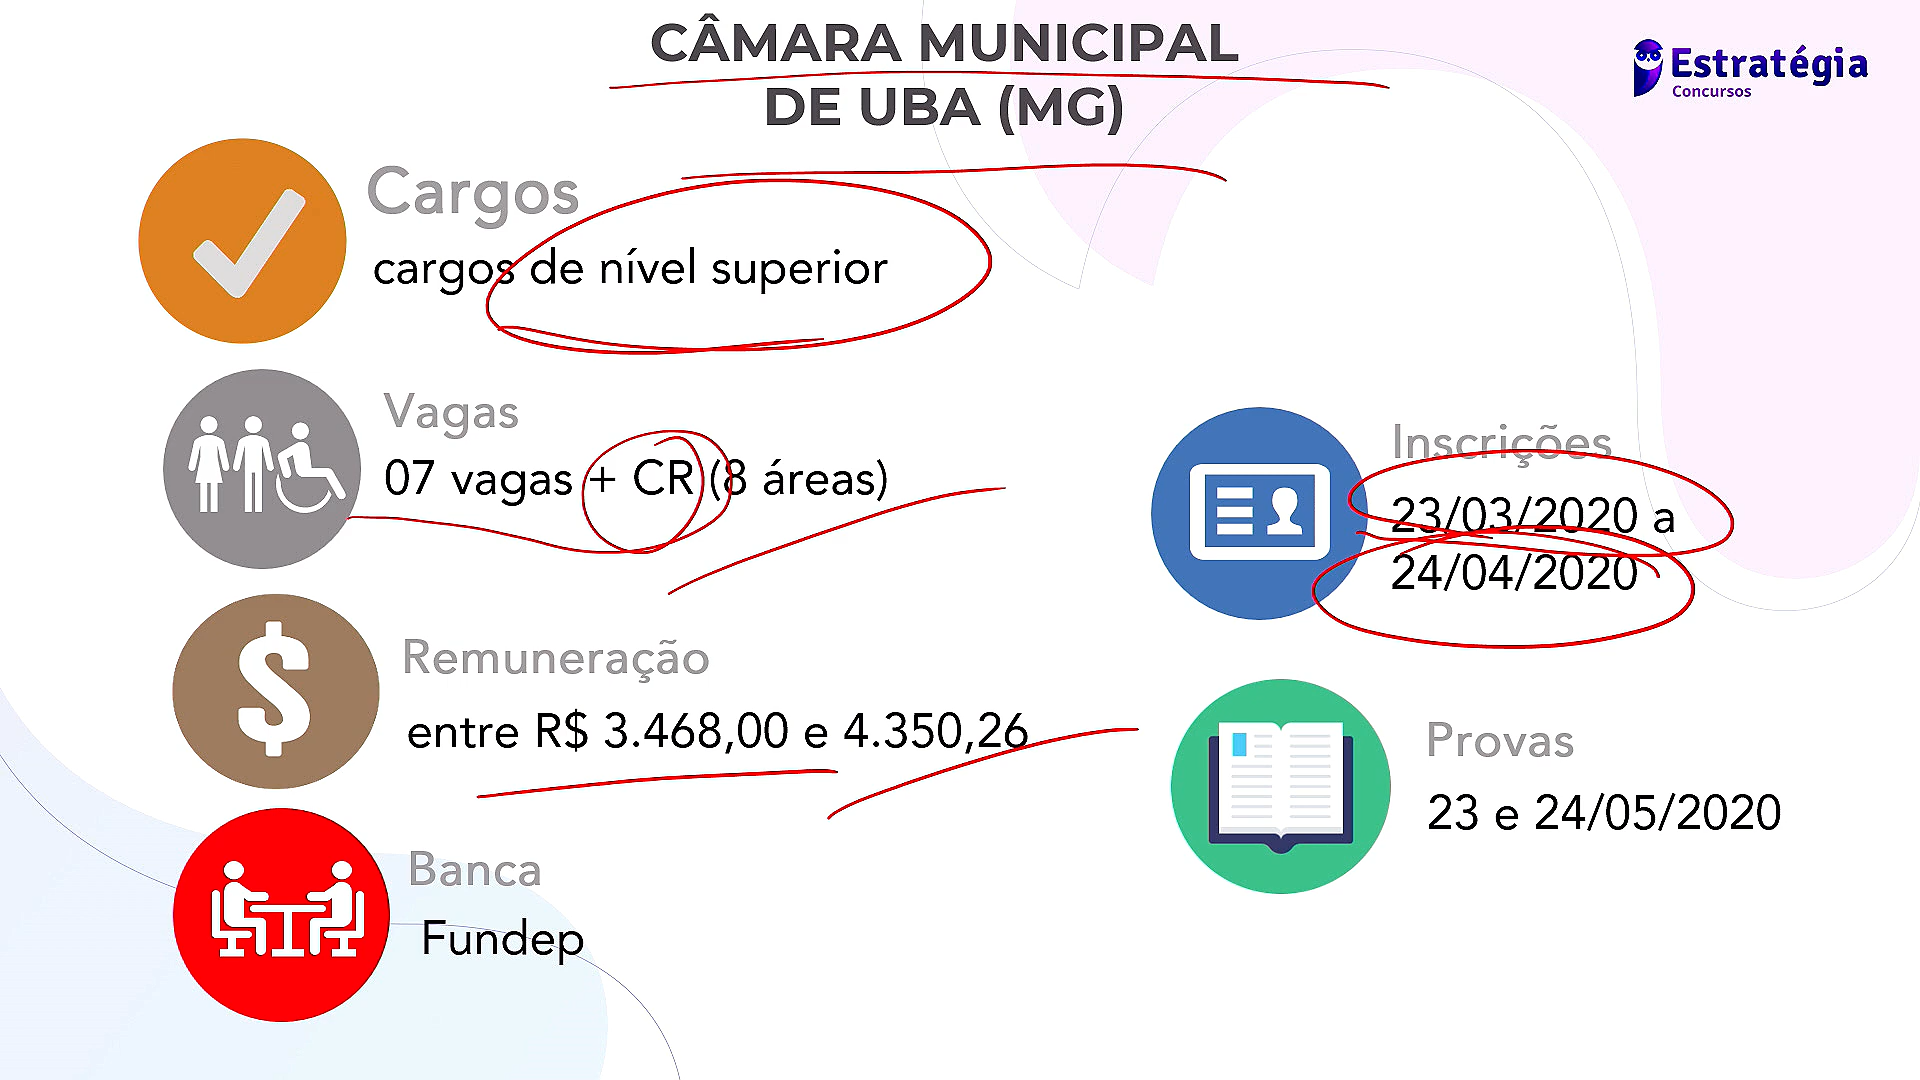 CÂMARA MUNICIPAL
DE UBA (MG)
Estratégia
Concursos
Cargos
cargos de nível superior
Vagas
07 vagas + CR (8 áreas)
Remuneração
entre R$ 3.468,00 e 4.350,26
Banca
Fundep
Inscrições
23/03/2020 a
24/04/2020
Provas
23 e 24/05/2020